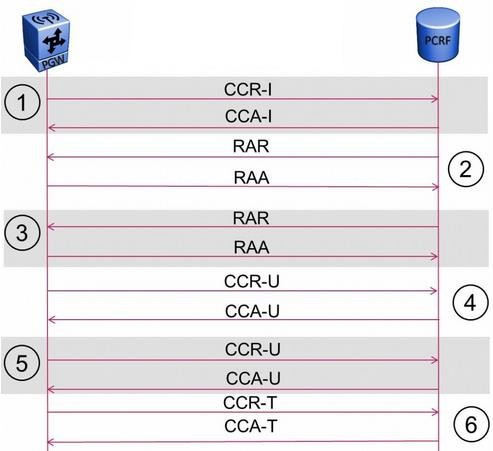 PGW
PCRF
1
CCR-I
CCA-I
RAR
2
RAA
RAR
3
RAA
CCR-U
4
CCA-U
CCR-U
5
CCA-U
CCR-T
6
CCA-T